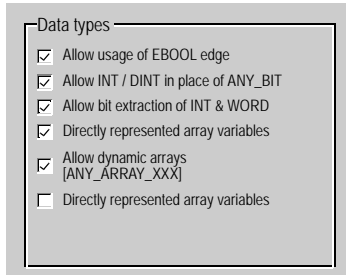 Data types
Allow usage of EBOOL edge
Allow INT / DINT in place of ANY_BIT
Allow bit extraction of INT & WORD
Directly represented array variables
Allow dynamic arrays
[ANY_ARRAY_XXX]
Directly represented array variables